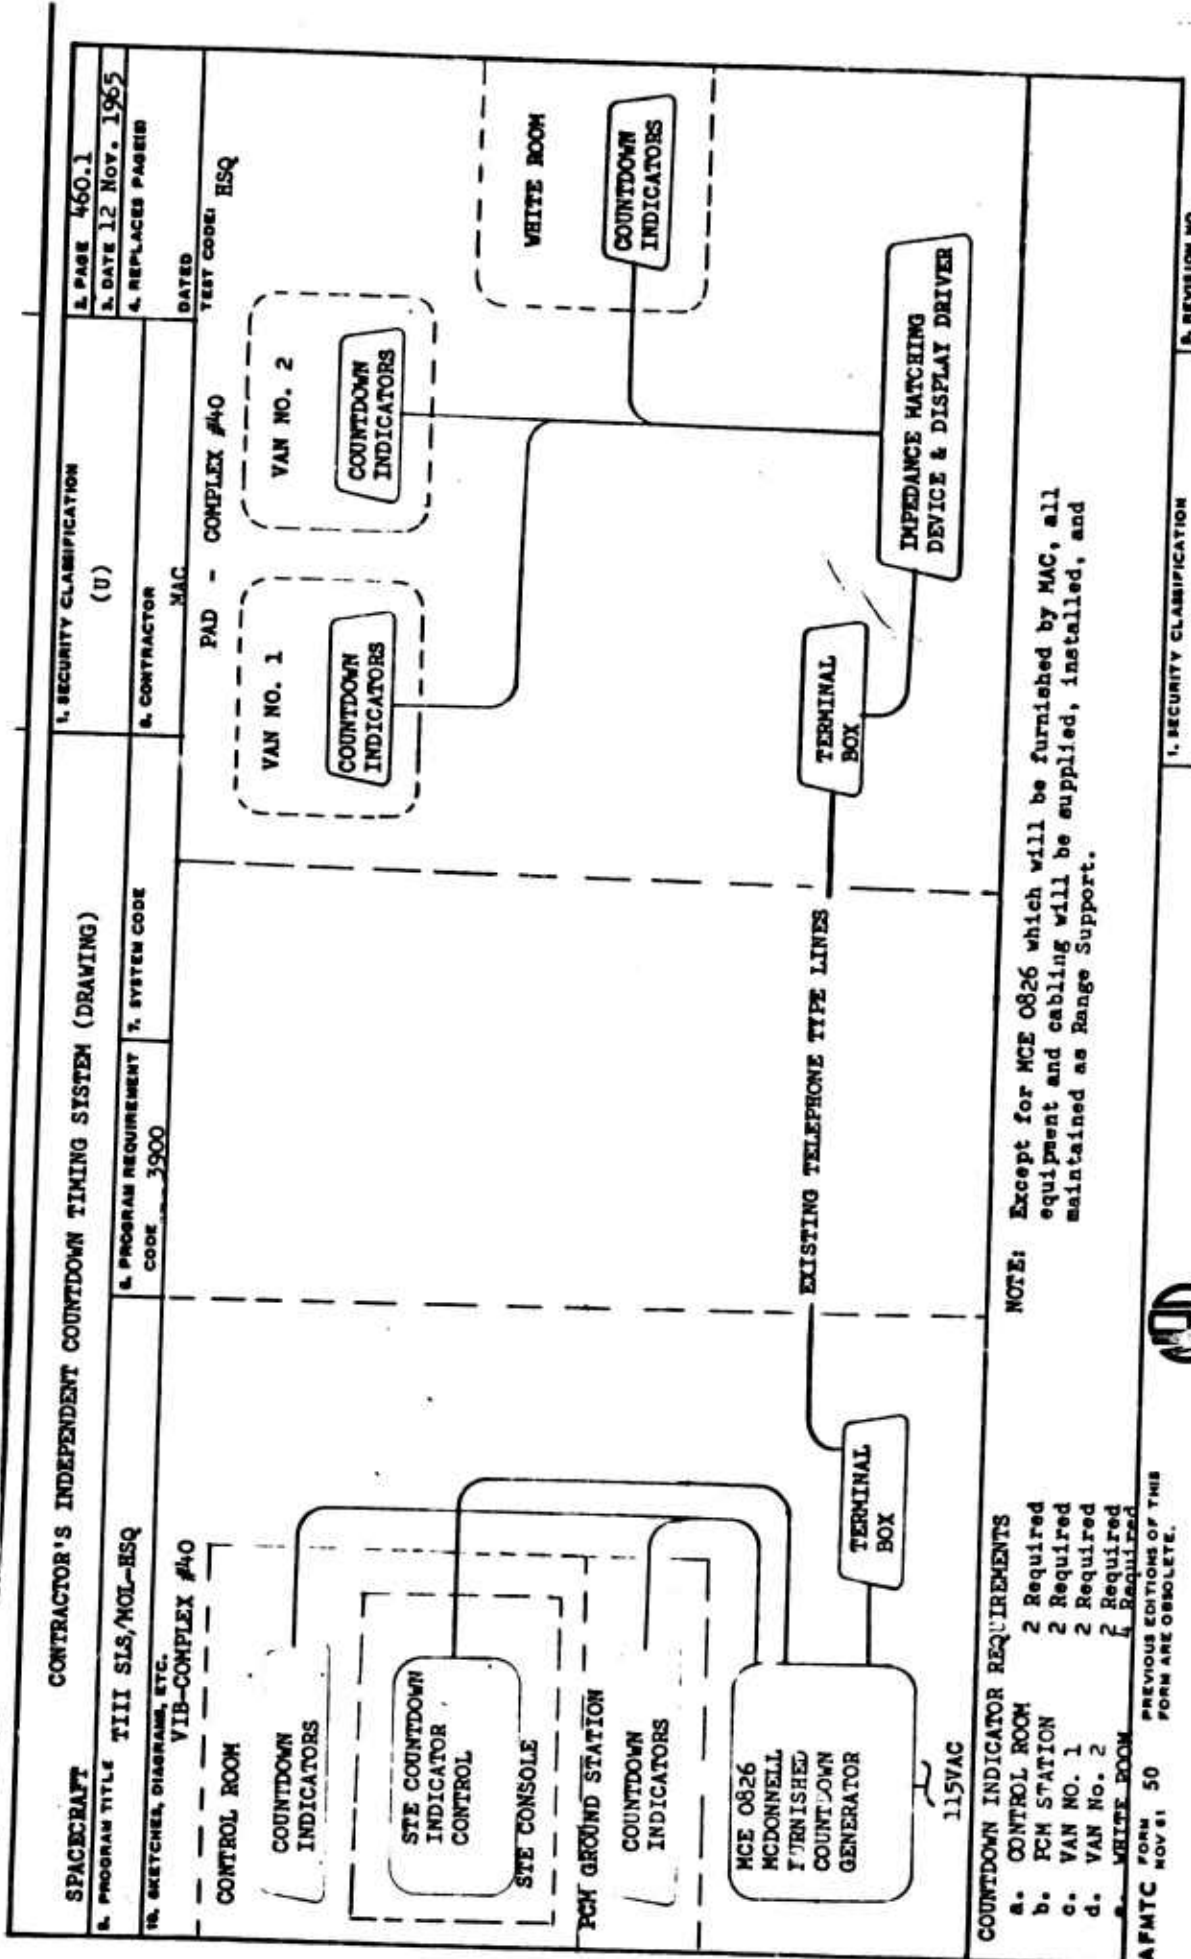 SPACECRAFT
CONTRACTOR'S INDEPENDENT COUNTDOWN TIMING SYSTEM (DRAWING)
1. SECURITY CLASSIFICATION
(U)
2. PAGE 460.1
3. DATE 12 Nov. 1965
4. REPLACES PAGE(S)
DATED
PROGRAM TITLE
TIII SLS/MOL-HSQ
6. PROGRAM REQUIREMENT
CODE 3900
7. SYSTEM CODE
8. CONTRACTOR
MAC
TEST CODE:
HSQ
10. SKETCHES, DIAGRAMS, ETC.
VIB-COMPLEX #40
PAD - COMPLEX #40
CONTROL ROOM
COUNTDOWN
INDICATORS
STE COUNTDOWN
INDICATOR
CONTROL
STE CONSOLE
PCM GROUND STATION
COUNTDOWN
INDICATORS
MCE 0826
MCDONNELL
FURNISHED
COUNTDOWN
GENERATOR
115VAC
TERMINAL
BOX
EXISTING TELEPHONE TYPE LINES
VAN NO. 1
COUNTDOWN
INDICATORS
VAN NO. 2
COUNTDOWN
INDICATORS
WHITE ROOM
COUNTDOWN
INDICATORS
TERMINAL
BOX
IMPEDANCE MATCHING
DEVICE & DISPLAY DRIVER
COUNTDOWN INDICATOR REQUIREMENTS
a. CONTROL ROOM 2 Required
b. PCM STATION 2 Required
c. VAN NO. 1 2 Required
d. VAN No. 2 2 Required
WHITE ROOM 4 Required
NOTE: Except for MCE 0826 which will be furnished by MAC, all
equipment and cabling will be supplied, installed, and
maintained as Range Support.
AFMTC FORM 50
NOV 61
PREVIOUS EDITIONS OF THIS
FORM ARE OBSOLETE.
1. SECURITY CLASSIFICATION
REVISION NO